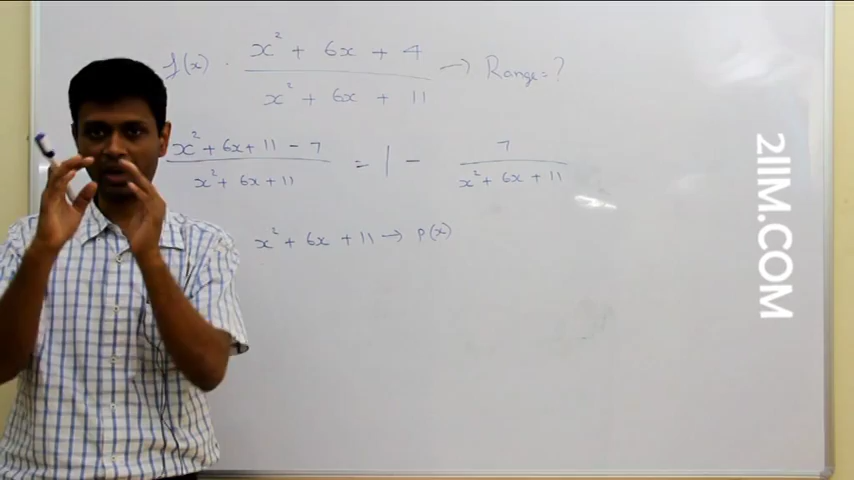 f(x) . x² + 6x + 4 / x² + 6x + 11 → Range = ?
x² + 6x + 11 - 7 / x² + 6x + 11 = 1 - 7 / x² + 6x + 11
x² + 6x + 11 → p(x)
2IIM.COM